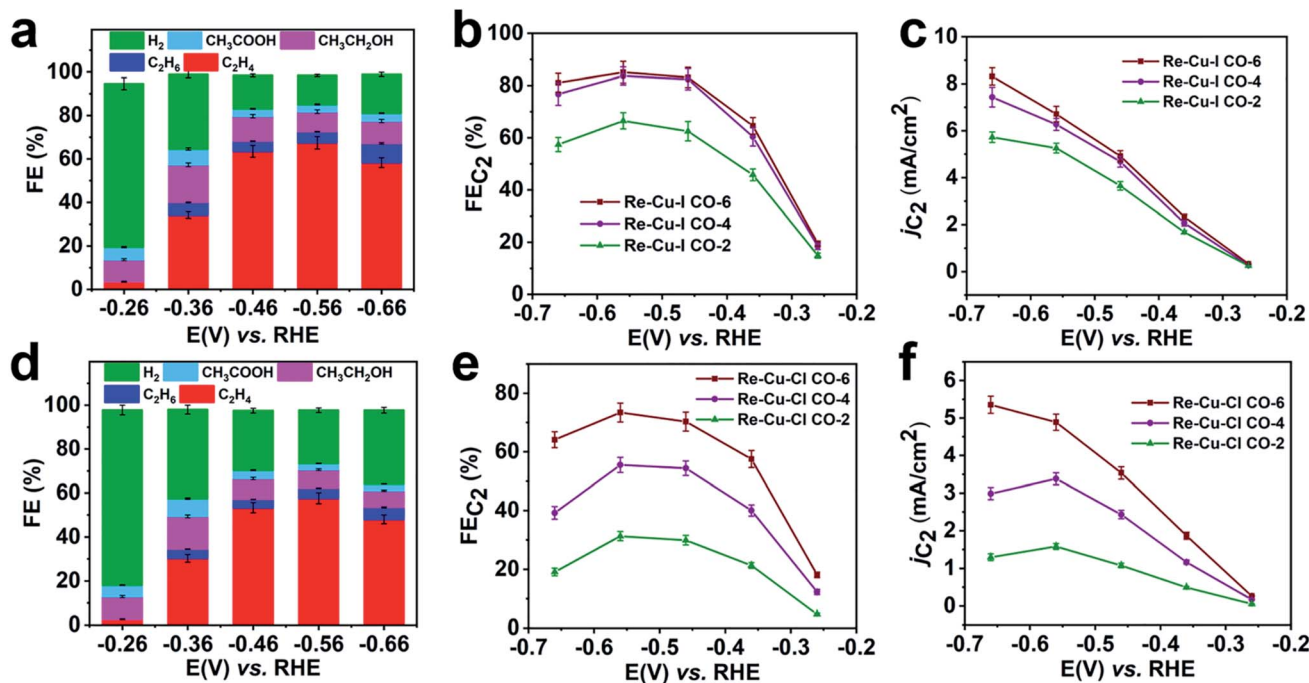 a
H₂ CH₃COOH CH₃CH₂OH
C₂H₆ C₂H₄
FE (%)
100
80
60
40
20
0
-0.26 -0.36 -0.46 -0.56 -0.66
E(V) vs. RHE
b
FE_C₂ (%)
100
80
60
40
20
0
Re-Cu-I CO-6
Re-Cu-I CO-4
Re-Cu-I CO-2
-0.7 -0.6 -0.5 -0.4 -0.3 -0.2
E(V) vs. RHE
c
j_C₂ (mA/cm²)
8
6
4
2
0
Re-Cu-I CO-6
Re-Cu-I CO-4
Re-Cu-I CO-2
-0.7 -0.6 -0.5 -0.4 -0.3 -0.2
E(V) vs. RHE
d
H₂ CH₃COOH CH₃CH₂OH
C₂H₆ C₂H₄
FE (%)
100
80
60
40
20
0
-0.26 -0.36 -0.46 -0.56 -0.66
E(V) vs. RHE
e
FE_C₂ (%)
80
60
40
20
0
Re-Cu-Cl CO-6
Re-Cu-Cl CO-4
Re-Cu-Cl CO-2
-0.7 -0.6 -0.5 -0.4 -0.3 -0.2
E(V) vs. RHE
f
j_C₂ (mA/cm²)
6
5
4
3
2
1
0
Re-Cu-Cl CO-6
Re-Cu-Cl CO-4
Re-Cu-Cl CO-2
-0.7 -0.6 -0.5 -0.4 -0.3 -0.2
E(V) vs. RHE